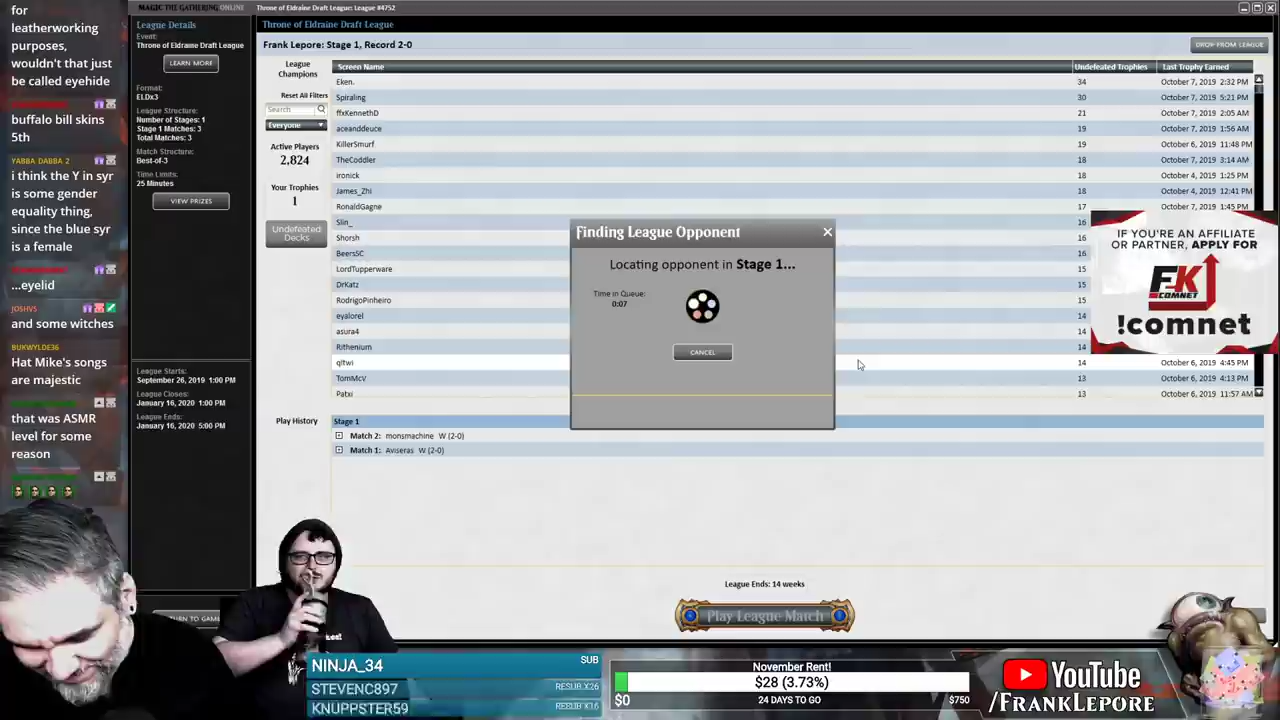 for
leatherworking
purposes,
wouldn't that just
be called eyehide
buffalo bill skins
5th
YABBA DABBA 2
i think the Y in syr
is some gender
equality thing,
since the blue syr
is a female
...eyelid
JOSHVS
and some witches
BUKWYLDE36
Hat Mike's songs
are majestic
that was ASMR
level for some
reason
MAGIC: THE GATHERING ONLINE
Throne of Eldraine Draft League: League #4752
League Details
Event:
Throne of Eldraine Draft League
LEARN MORE
Format:
ELDx3
League Structure:
Number of Stages: 1
Stage 1 Matches: 3
Total Matches: 3
Match Structure:
Best-of-3
Time Limits:
25 Minutes
VIEW PRIZES
League Starts:
September 26, 2019 1:00 PM
League Closes:
January 16, 2020 1:00 PM
League Ends:
January 16, 2020 5:00 PM
Throne of Eldraine Draft League
Frank Lepore: Stage 1, Record 2-0
DROP FROM LEAGUE
League
Champions
Reset All Filters
Search
Everyone
Active Players
2,824
Your Trophies
1
Undefeated
Decks
Screen Name Undefeated Trophies Last Trophy Earned
Eken. 34 October 7, 2019 2:32 PM
Spiraling 30 October 7, 2019 5:21 PM
ffxKennethD 21 October 7, 2019 2:05 AM
aceanddeuce 19 October 7, 2019 1:56 AM
KillerSmurf 19 October 6, 2019 11:48 PM
TheCoddler 18 October 7, 2019 3:14 AM
ironick 18 October 4, 2019 1:25 PM
James_Zhi 18 October 4, 2019 12:41 PM
RonaldGagne 17 October 7, 2019 1:45 PM
Slin_ 16
Shorsh 16
BeersSC 16
LordTupperware 15
DrKatz 15
RodrigoPinheiro 15
eyalorel 14
asura4 14
Rithenium 14
qltwi 14 October 6, 2019 4:45 PM
TomMcV 13 October 6, 2019 4:13 PM
Patxi 13 October 6, 2019 11:57 AM
Finding League Opponent
Locating opponent in Stage 1...
Time in Queue:
0:07
CANCEL
IF YOU'RE AN AFFILIATE
OR PARTNER, APPLY FOR
COMNET
!comnet
Play History
Stage 1
Match 2: monsmachine W (2-0)
Match 1: Aviseras W (2-0)
League Ends: 14 weeks
Play League Match
NINJA_34 SUB
STEVENC897 RESUB X26
KNUPPSTER59 RESUB X16
November Rent!
$28 (3.73%)
$0 24 DAYS TO GO $750
YouTube
/FRANKLEPORE